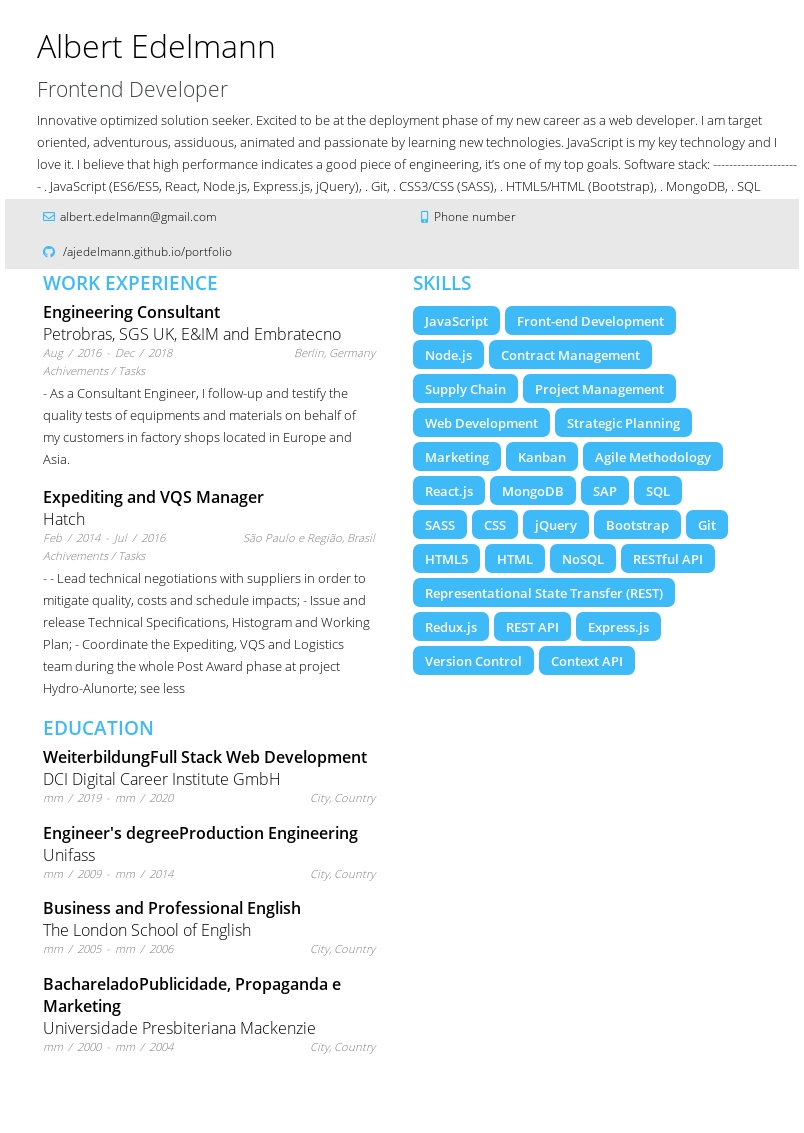 Albert Edelmann
Frontend Developer
Innovative optimized solution seeker. Excited to be at the deployment phase of my new career as a web developer. I am target
oriented, adventurous, assiduous, animated and passionate by learning new technologies. JavaScript is my key technology and I
love it. I believe that high performance indicates a good piece of engineering, it’s one of my top goals. Software stack: ---------------------
- . JavaScript (ES6/ES5, React, Node.js, Express.js, jQuery), . Git, . CSS3/CSS (SASS), . HTML5/HTML (Bootstrap), . MongoDB, . SQL
albert.edelmann@gmail.com
Phone number
/ajedelmann.github.io/portfolio
WORK EXPERIENCE
Engineering Consultant
Petrobras, SGS UK, E&IM and Embratecno
Aug / 2016 - Dec / 2018 Berlin, Germany
Achivements / Tasks
- As a Consultant Engineer, I follow-up and testify the
quality tests of equipments and materials on behalf of
my customers in factory shops located in Europe and
Asia.
Expediting and VQS Manager
Hatch
Feb / 2014 - Jul / 2016 São Paulo e Região, Brasil
Achivements / Tasks
- - Lead technical negotiations with suppliers in order to
mitigate quality, costs and schedule impacts; - Issue and
release Technical Specifications, Histogram and Working
Plan; - Coordinate the Expediting, VQS and Logistics
team during the whole Post Award phase at project
Hydro-Alunorte; see less
EDUCATION
WeiterbildungFull Stack Web Development
DCI Digital Career Institute GmbH
mm / 2019 - mm / 2020 City, Country
Engineer's degreeProduction Engineering
Unifass
mm / 2009 - mm / 2014 City, Country
Business and Professional English
The London School of English
mm / 2005 - mm / 2006 City, Country
BachareladoPublicidade, Propaganda e
Marketing
Universidade Presbiteriana Mackenzie
mm / 2000 - mm / 2004 City, Country
SKILLS
JavaScript Front-end Development
Node.js Contract Management
Supply Chain Project Management
Web Development Strategic Planning
Marketing Kanban Agile Methodology
React.js MongoDB SAP SQL
SASS CSS jQuery Bootstrap Git
HTML5 HTML NoSQL RESTful API
Representational State Transfer (REST)
Redux.js REST API Express.js
Version Control Context API